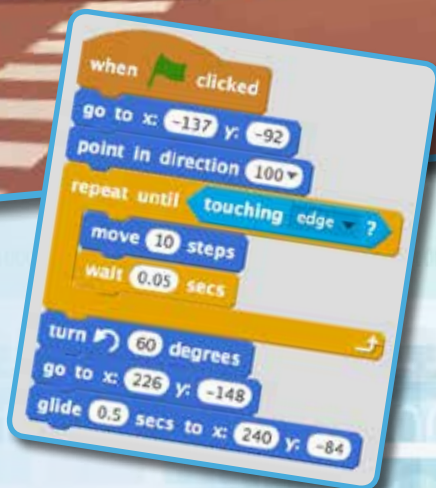 when clicked
go to x: -137 y: -92
point in direction 100
repeat until touching edge ?
move 10 steps
wait 0.05 secs
turn 60 degrees
go to x: 226 y: -148
glide 0.5 secs to x: 240 y: -84